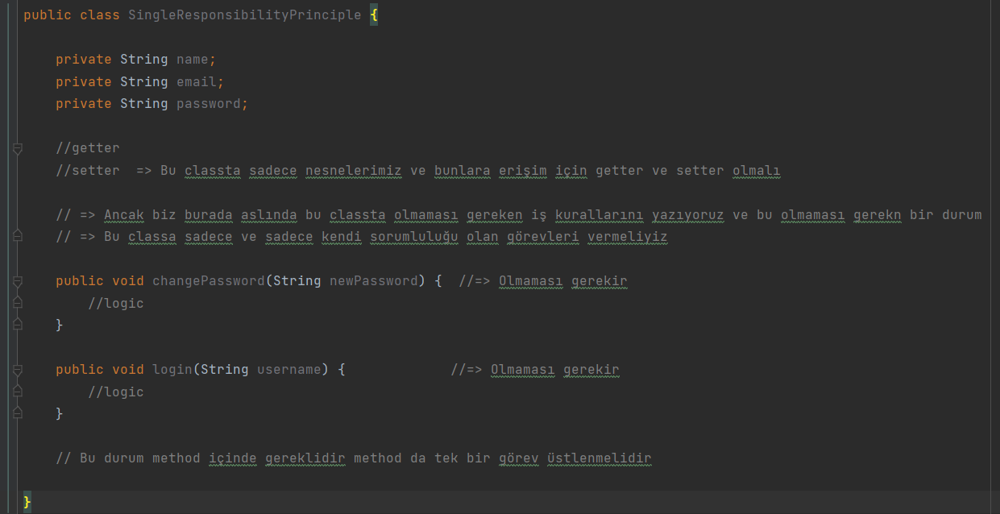 public class SingleResponsibilityPrinciple {
private String name;
private String email;
private String password;
//getter
//setter  => Bu classta sadece nesnelerimiz ve bunlara erişim için getter ve setter olmalı
// => Ancak biz burada aslında bu classta olmaması gereken iş kurallarını yazıyoruz ve bu olmaması gerekn bir durum
// => Bu classa sadece ve sadece kendi sorumluluğu olan görevleri vermeliyiz
public void changePassword(String newPassword) {  //=> Olmaması gerekir
//logic
}
public void login(String username) {             //=> Olmaması gerekir
//logic
}
// Bu durum method içinde gereklidir method da tek bir görev üstlenmelidir
}